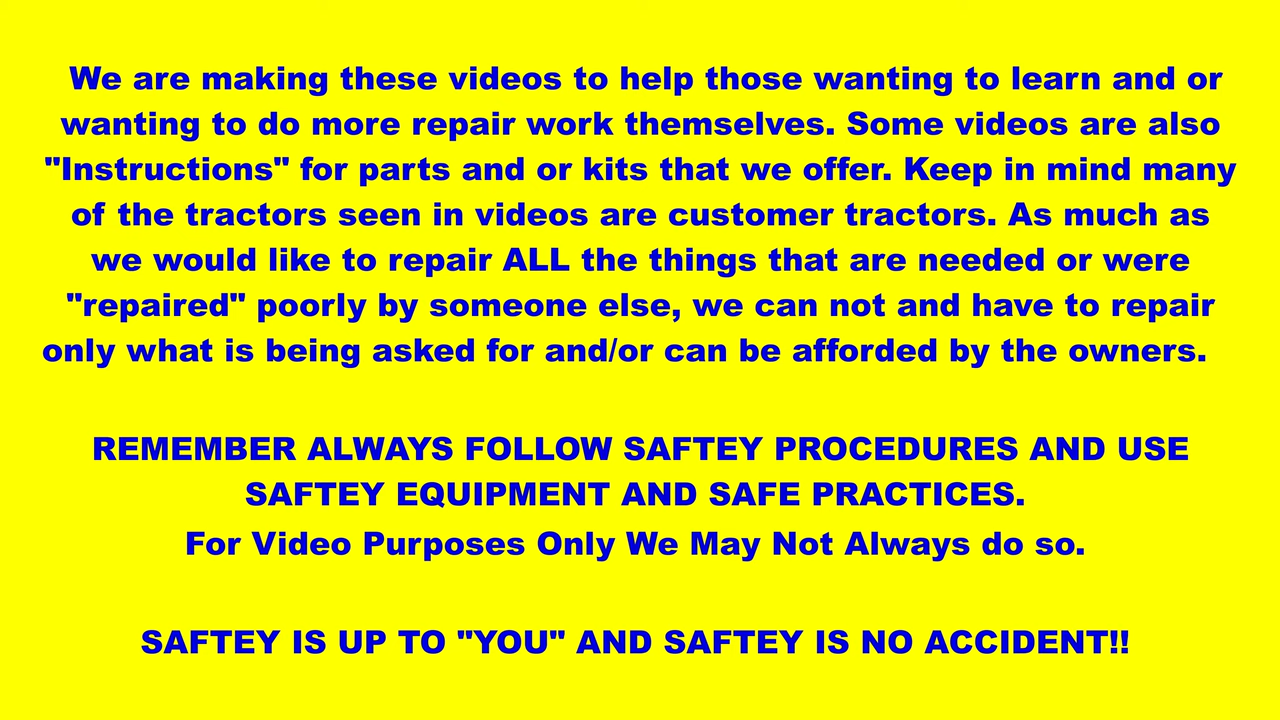 We are making these videos to help those wanting to learn and or
wanting to do more repair work themselves. Some videos are also
"Instructions" for parts and or kits that we offer. Keep in mind many
of the tractors seen in videos are customer tractors. As much as
we would like to repair ALL the things that are needed or were
"repaired" poorly by someone else, we can not and have to repair
only what is being asked for and/or can be afforded by the owners.
REMEMBER ALWAYS FOLLOW SAFTEY PROCEDURES AND USE
SAFTEY EQUIPMENT AND SAFE PRACTICES.
For Video Purposes Only We May Not Always do so.
SAFTEY IS UP TO "YOU" AND SAFTEY IS NO ACCIDENT!!